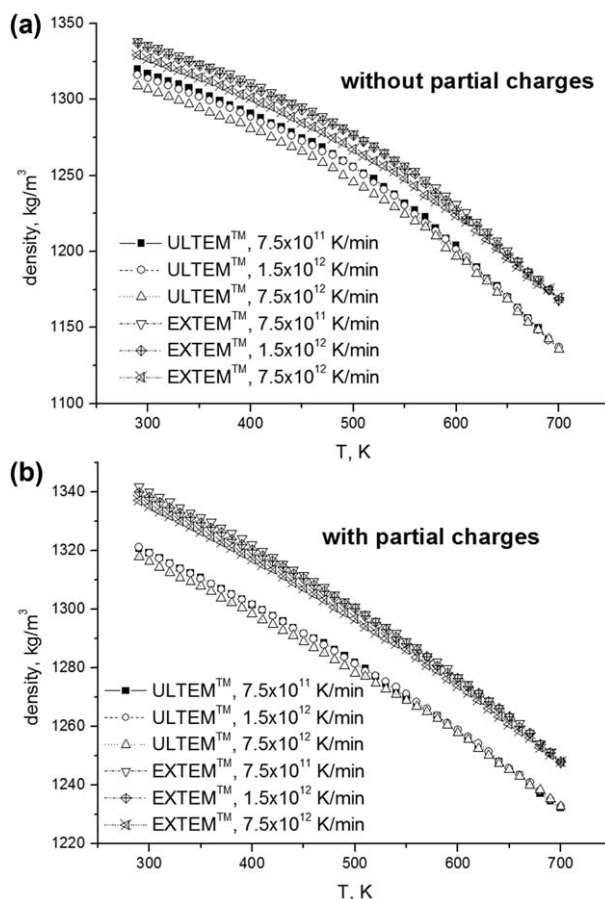 (a)
without partial charges
density, kg/m³
1350
1300
1250
1200
1150
1100
ULTEM™, 7.5x10¹¹ K/min
ULTEM™, 1.5x10¹² K/min
ULTEM™, 7.5x10¹² K/min
EXTEM™, 7.5x10¹¹ K/min
EXTEM™, 1.5x10¹² K/min
EXTEM™, 7.5x10¹² K/min
300 400 500 600 700
T, K
(b)
with partial charges
density, kg/m³
1340
1320
1300
1280
1260
1240
1220
ULTEM™, 7.5x10¹¹ K/min
ULTEM™, 1.5x10¹² K/min
ULTEM™, 7.5x10¹² K/min
EXTEM™, 7.5x10¹¹ K/min
EXTEM™, 1.5x10¹² K/min
EXTEM™, 7.5x10¹² K/min
300 400 500 600 700
T, K